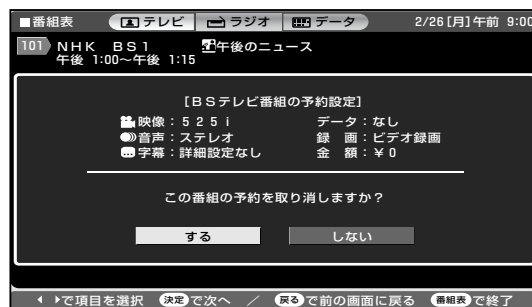 ■番組表 テレビ ラジオ データ 2/26[月]午前 9:00
101 NHK BS1 午後のニュース
午後 1:00～午後 1:15
[BSテレビ番組の予約設定]
映像：525i データ：なし
音声：ステレオ 録 画：ビデオ録画
字幕：詳細設定なし 金 額：¥0
この番組の予約を取り消しますか？
する しない
で項目を選択 決定で次へ ／ 戻るで前の画面に戻る 番組表で終了